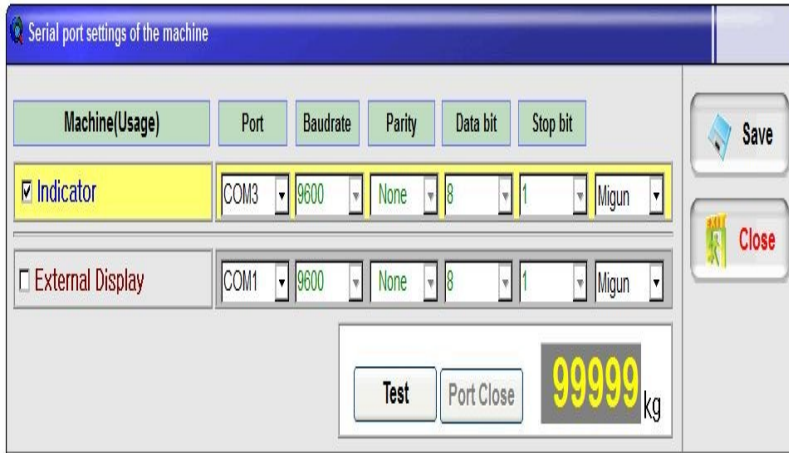 Serial port settings of the machine
Machine(Usage) Port Baudrate Parity Data bit Stop bit
Save
Indicator COM3 9600 None 8 1 Migun
EXIT Close
External Display COM1 9600 None 8 1 Migun
Test Port Close 99999 kg